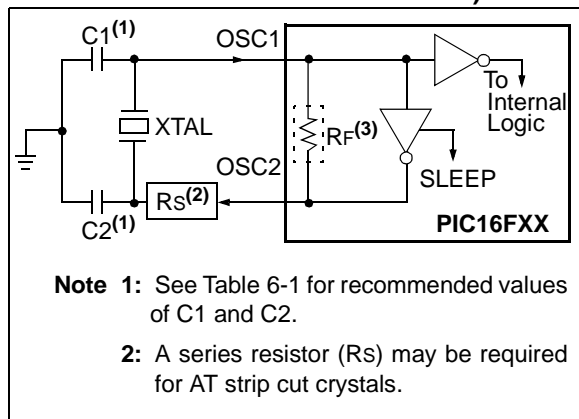 C1(1)
OSC1
To
Internal
Logic
XTAL
RF(3)
OSC2
SLEEP
C2(1)
RS(2)
PIC16FXX
Note 1: See Table 6-1 for recommended values
of C1 and C2.
2: A series resistor (RS) may be required
for AT strip cut crystals.